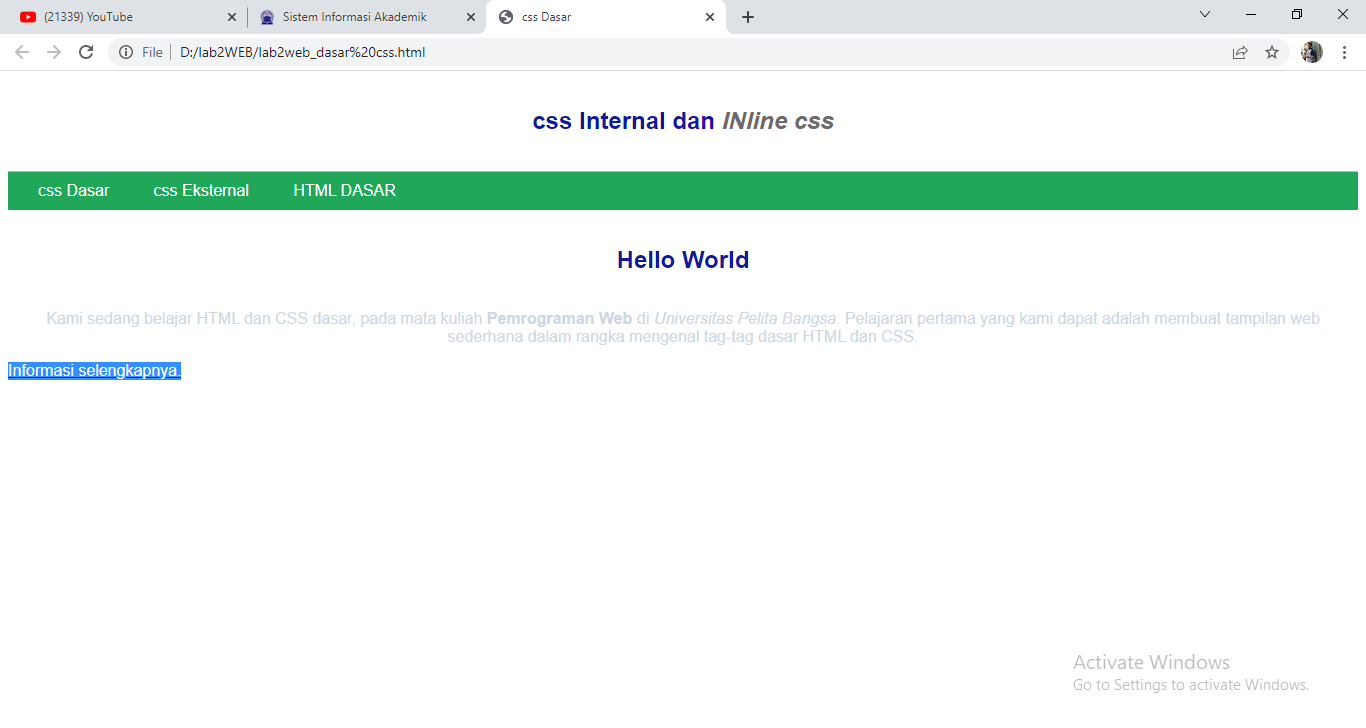 (21339) YouTube
Sistem Informasi Akademik
css Dasar
File
D:/lab2WEB/lab2web_dasar%20css.html
css Internal dan INline css
css Dasar
css Eksternal
HTML DASAR
Hello World
Kami sedang belajar HTML dan CSS dasar, pada mata kuliah Pemrograman Web di Universitas Pelita Bangsa. Pelajaran pertama yang kami dapat adalah membuat tampilan web
sederhana dalam rangka mengenal tag-tag dasar HTML dan CSS.
Informasi selengkapnya.
Activate Windows
Go to Settings to activate Windows.